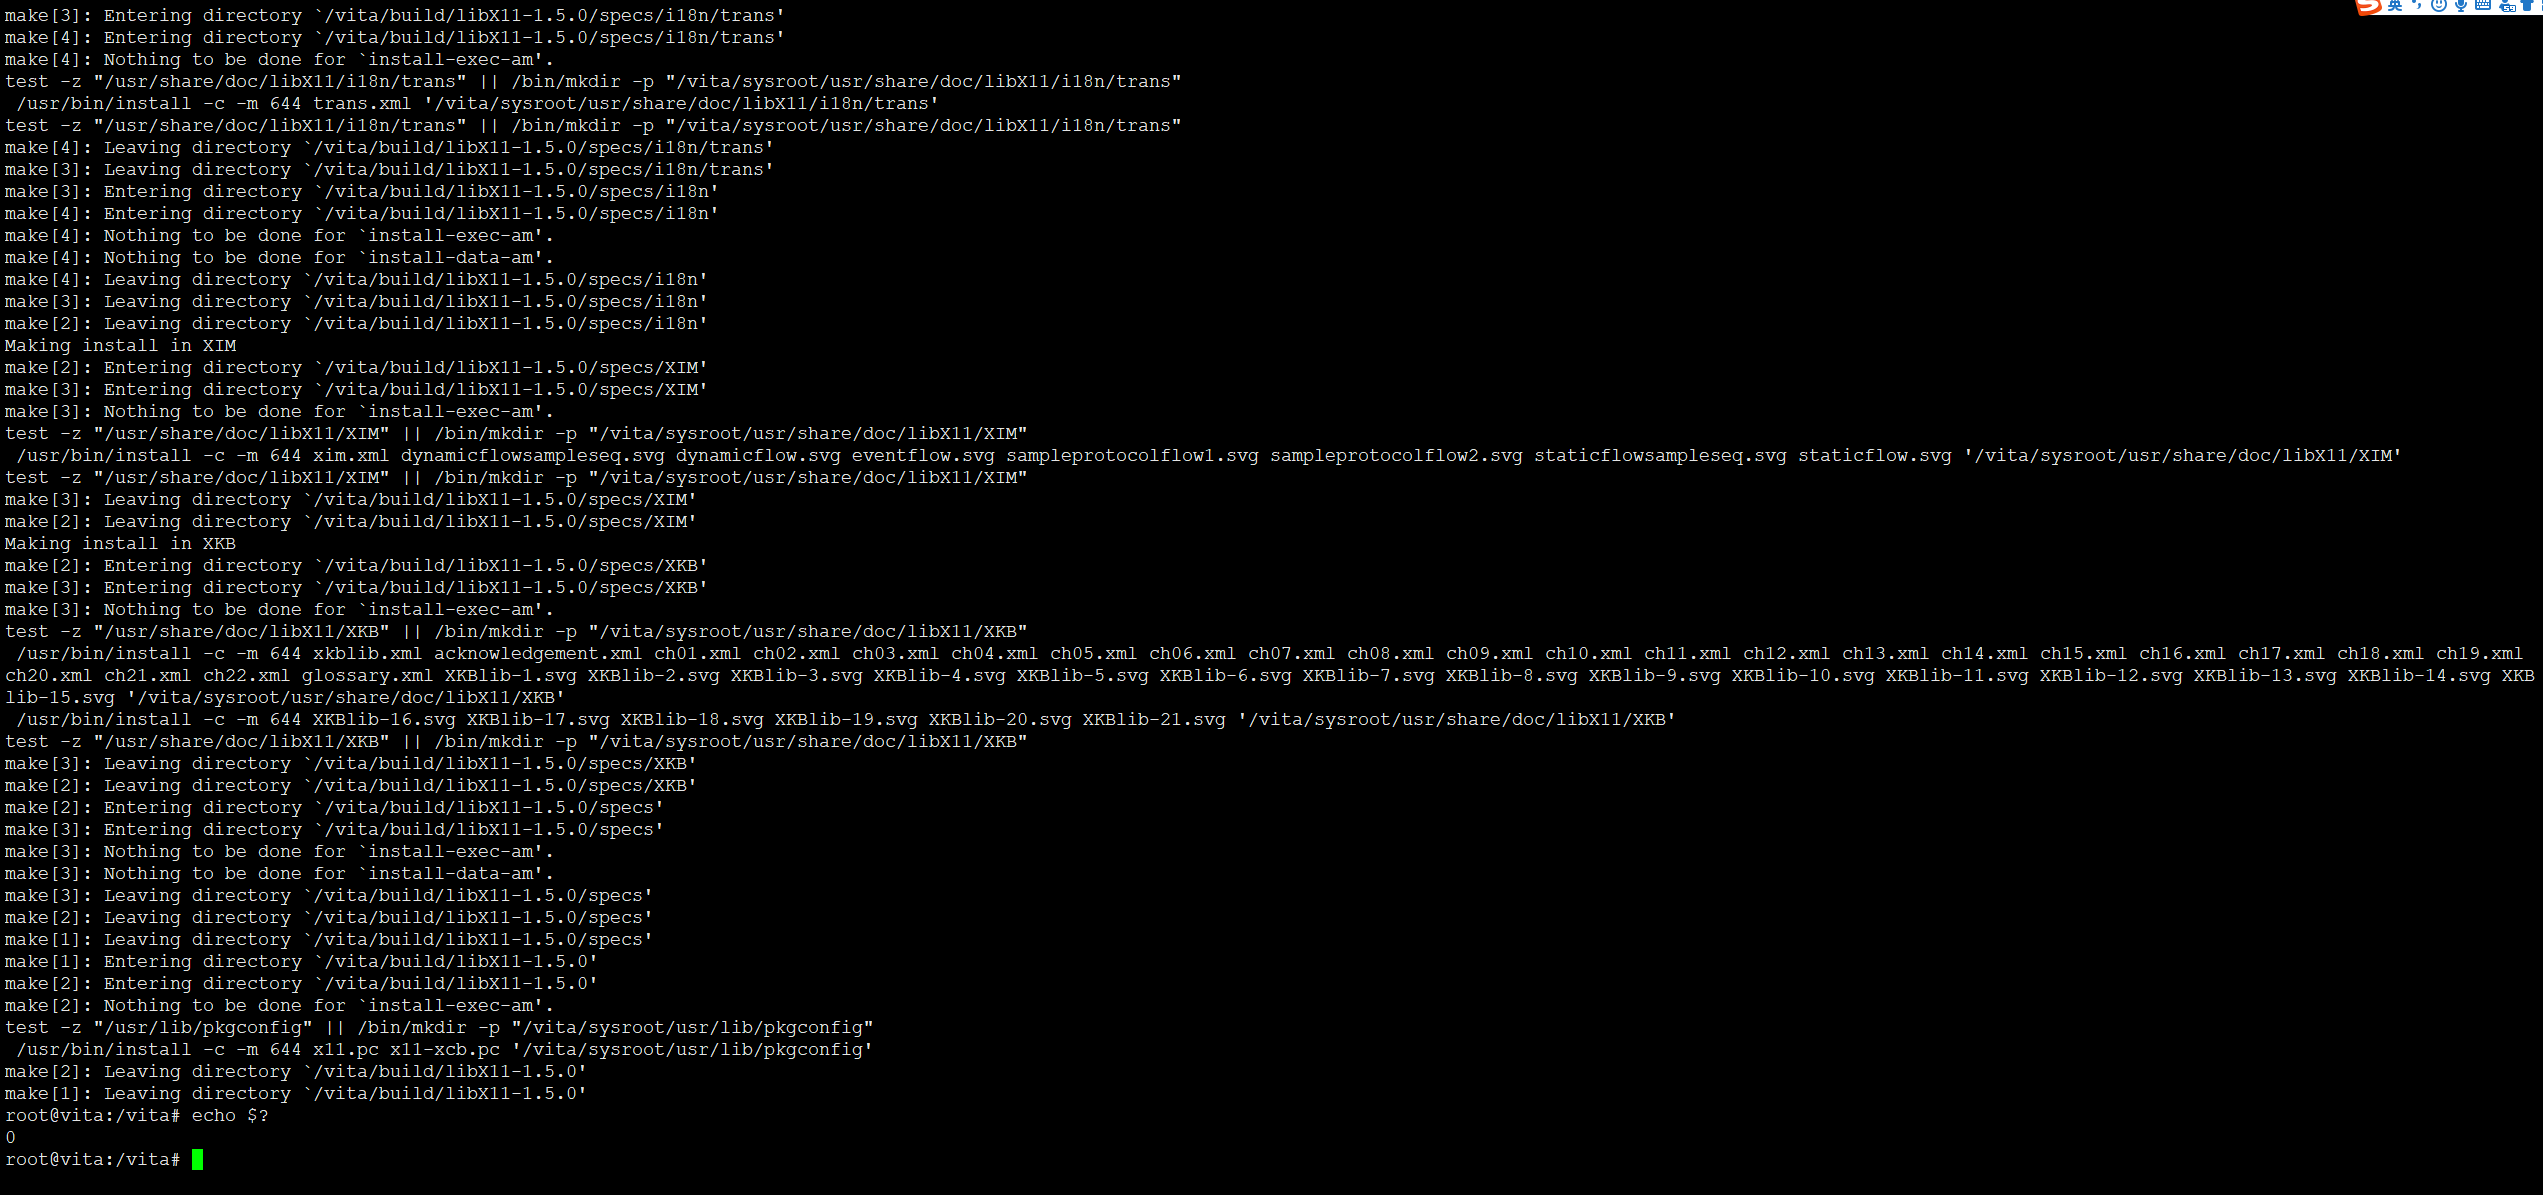 英
make[3]: Entering directory `/vita/build/libX11-1.5.0/specs/i18n/trans'
make[4]: Entering directory `/vita/build/libX11-1.5.0/specs/i18n/trans'
make[4]: Nothing to be done for `install-exec-am'.
test -z "/usr/share/doc/libX11/i18n/trans" || /bin/mkdir -p "/vita/sysroot/usr/share/doc/libX11/i18n/trans"
 /usr/bin/install -c -m 644 trans.xml '/vita/sysroot/usr/share/doc/libX11/i18n/trans'
test -z "/usr/share/doc/libX11/i18n/trans" || /bin/mkdir -p "/vita/sysroot/usr/share/doc/libX11/i18n/trans"
make[4]: Leaving directory `/vita/build/libX11-1.5.0/specs/i18n/trans'
make[3]: Leaving directory `/vita/build/libX11-1.5.0/specs/i18n/trans'
make[3]: Entering directory `/vita/build/libX11-1.5.0/specs/i18n'
make[4]: Entering directory `/vita/build/libX11-1.5.0/specs/i18n'
make[4]: Nothing to be done for `install-exec-am'.
make[4]: Nothing to be done for `install-data-am'.
make[4]: Leaving directory `/vita/build/libX11-1.5.0/specs/i18n'
make[3]: Leaving directory `/vita/build/libX11-1.5.0/specs/i18n'
make[2]: Leaving directory `/vita/build/libX11-1.5.0/specs/i18n'
Making install in XIM
make[2]: Entering directory `/vita/build/libX11-1.5.0/specs/XIM'
make[3]: Entering directory `/vita/build/libX11-1.5.0/specs/XIM'
make[3]: Nothing to be done for `install-exec-am'.
test -z "/usr/share/doc/libX11/XIM" || /bin/mkdir -p "/vita/sysroot/usr/share/doc/libX11/XIM"
 /usr/bin/install -c -m 644 xim.xml dynamicflowsampleseq.svg dynamicflow.svg eventflow.svg sampleprotocolflow1.svg sampleprotocolflow2.svg staticflowsampleseq.svg staticflow.svg '/vita/sysroot/usr/share/doc/libX11/XIM'
test -z "/usr/share/doc/libX11/XIM" || /bin/mkdir -p "/vita/sysroot/usr/share/doc/libX11/XIM"
make[3]: Leaving directory `/vita/build/libX11-1.5.0/specs/XIM'
make[2]: Leaving directory `/vita/build/libX11-1.5.0/specs/XIM'
Making install in XKB
make[2]: Entering directory `/vita/build/libX11-1.5.0/specs/XKB'
make[3]: Entering directory `/vita/build/libX11-1.5.0/specs/XKB'
make[3]: Nothing to be done for `install-exec-am'.
test -z "/usr/share/doc/libX11/XKB" || /bin/mkdir -p "/vita/sysroot/usr/share/doc/libX11/XKB"
 /usr/bin/install -c -m 644 xkblib.xml acknowledgement.xml ch01.xml ch02.xml ch03.xml ch04.xml ch05.xml ch06.xml ch07.xml ch08.xml ch09.xml ch10.xml ch11.xml ch12.xml ch13.xml ch14.xml ch15.xml ch16.xml ch17.xml ch18.xml ch19.xml
ch20.xml ch21.xml ch22.xml glossary.xml XKBlib-1.svg XKBlib-2.svg XKBlib-3.svg XKBlib-4.svg XKBlib-5.svg XKBlib-6.svg XKBlib-7.svg XKBlib-8.svg XKBlib-9.svg XKBlib-10.svg XKBlib-11.svg XKBlib-12.svg XKBlib-13.svg XKBlib-14.svg XKB
lib-15.svg '/vita/sysroot/usr/share/doc/libX11/XKB'
 /usr/bin/install -c -m 644 XKBlib-16.svg XKBlib-17.svg XKBlib-18.svg XKBlib-19.svg XKBlib-20.svg XKBlib-21.svg '/vita/sysroot/usr/share/doc/libX11/XKB'
test -z "/usr/share/doc/libX11/XKB" || /bin/mkdir -p "/vita/sysroot/usr/share/doc/libX11/XKB"
make[3]: Leaving directory `/vita/build/libX11-1.5.0/specs/XKB'
make[2]: Leaving directory `/vita/build/libX11-1.5.0/specs/XKB'
make[2]: Entering directory `/vita/build/libX11-1.5.0/specs'
make[3]: Entering directory `/vita/build/libX11-1.5.0/specs'
make[3]: Nothing to be done for `install-exec-am'.
make[3]: Nothing to be done for `install-data-am'.
make[3]: Leaving directory `/vita/build/libX11-1.5.0/specs'
make[2]: Leaving directory `/vita/build/libX11-1.5.0/specs'
make[1]: Leaving directory `/vita/build/libX11-1.5.0/specs'
make[1]: Entering directory `/vita/build/libX11-1.5.0'
make[2]: Entering directory `/vita/build/libX11-1.5.0'
make[2]: Nothing to be done for `install-exec-am'.
test -z "/usr/lib/pkgconfig" || /bin/mkdir -p "/vita/sysroot/usr/lib/pkgconfig"
 /usr/bin/install -c -m 644 x11.pc x11-xcb.pc '/vita/sysroot/usr/lib/pkgconfig'
make[2]: Leaving directory `/vita/build/libX11-1.5.0'
make[1]: Leaving directory `/vita/build/libX11-1.5.0'
root@vita:/vita# echo $?
0
root@vita:/vita#